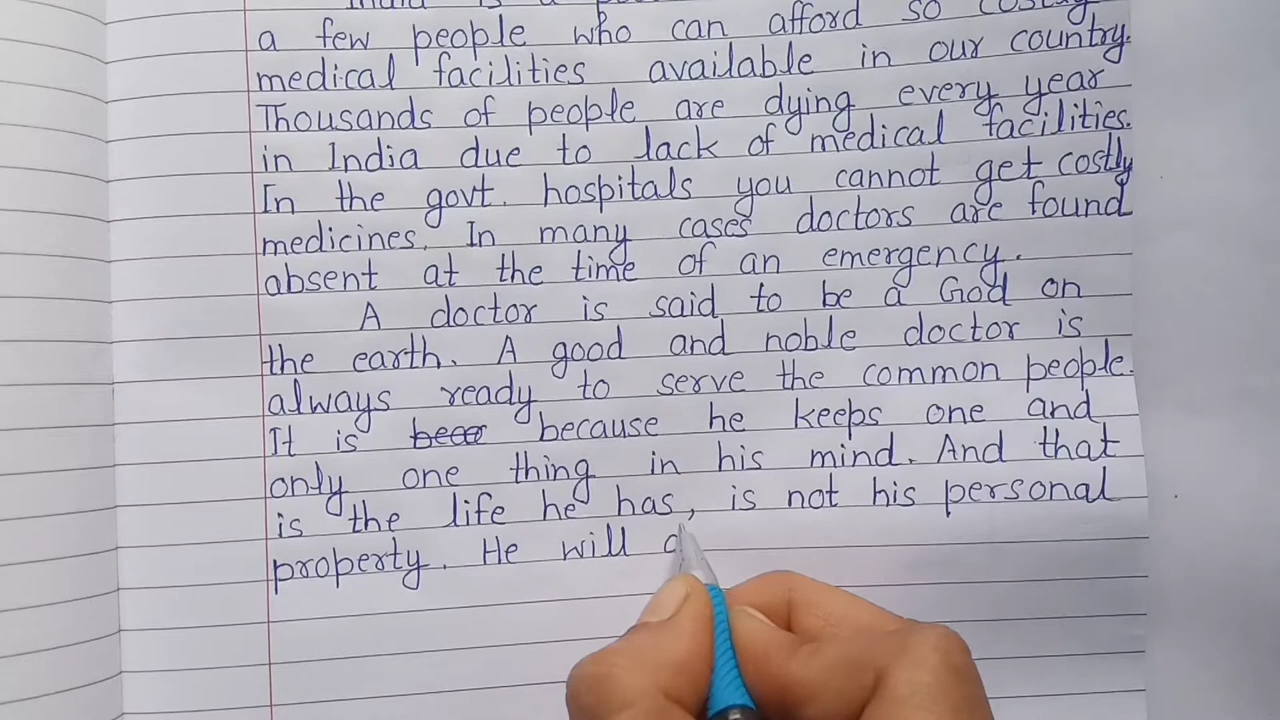 India is a
a few people who can afford so costly
medical facilities available in our country.
Thousands of people are dying every year
in India due to lack of medical facilities.
In the govt. hospitals you cannot get costly
medicines. In many cases doctors are found
absent at the time of an emergency.
A doctor is said to be a God on
the earth. A good and noble doctor is
always ready to serve the common people.
It is because he keeps one and
only one thing in his mind. And that
is the life he has, is not his personal
property. He will